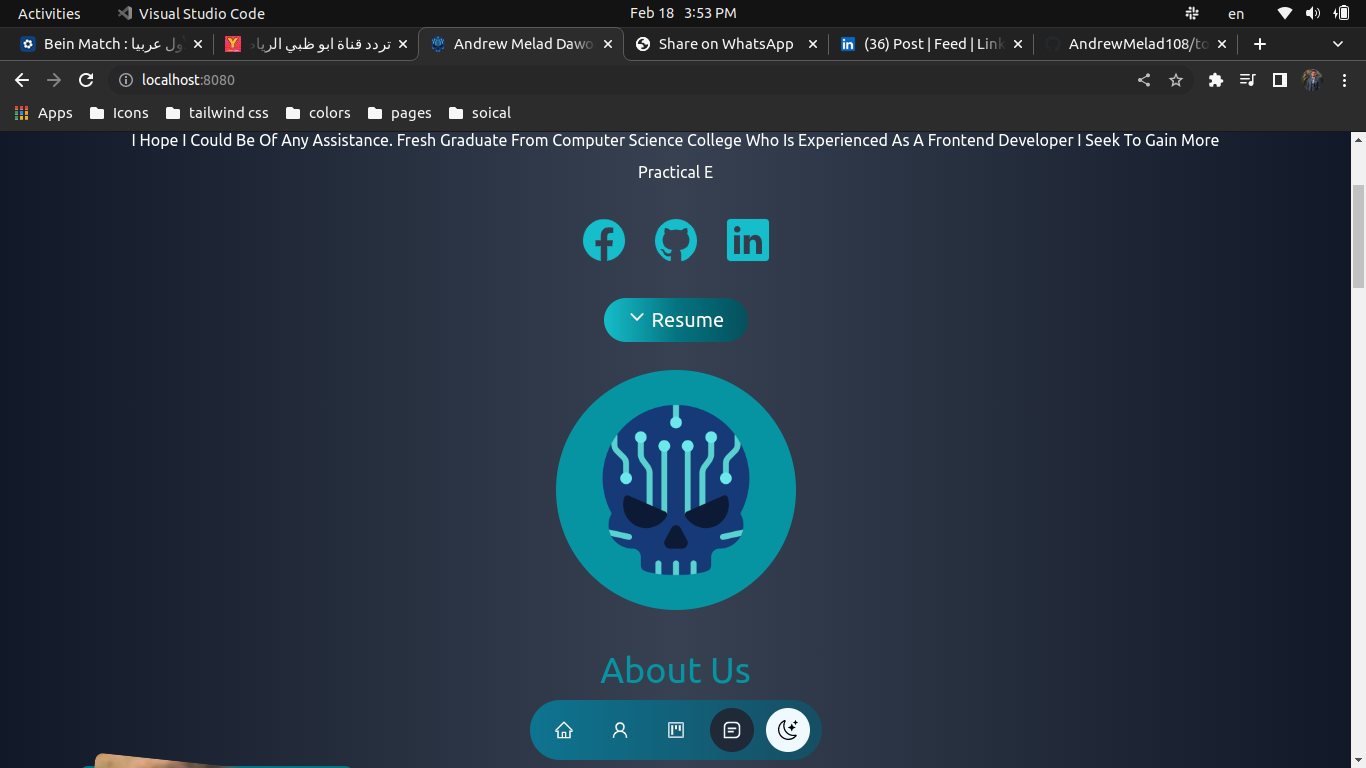 Activities
Visual Studio Code
Feb 18 3:53 PM
en
Bein Match : أول عربيا
تردد قناة ابو ظبي الرياد
Andrew Melad Dawo
Share on WhatsApp
(36) Post | Feed | Link
AndrewMelad108/to
localhost:8080
Apps
Icons
tailwind css
colors
pages
soical
I Hope I Could Be Of Any Assistance. Fresh Graduate From Computer Science College Who Is Experienced As A Frontend Developer I Seek To Gain More
Practical E
Resume
About Us